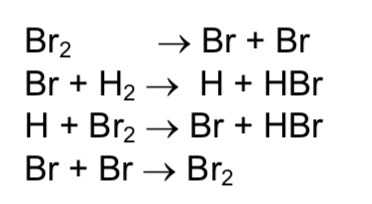 Br₂ → Br + Br
Br + H₂ → H + HBr
H + Br₂ → Br + HBr
Br + Br → Br₂